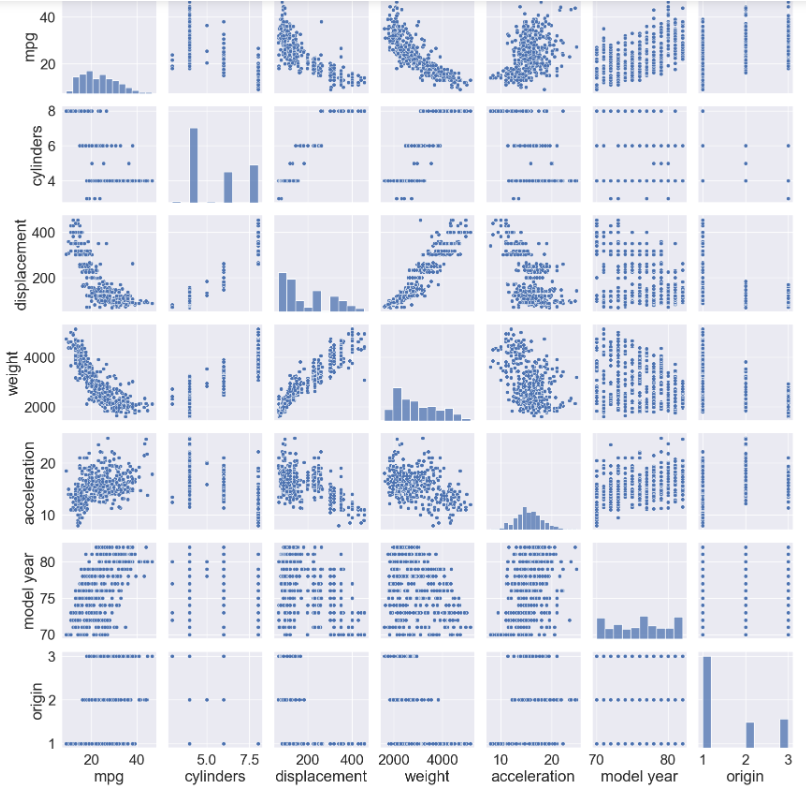 mpg
40
20
cylinders
8
6
4
displacement
400
200
weight
4000
2000
acceleration
20
10
model year
80
75
70
origin
3
2
1
20 40 5.0 7.5 200 400 2000 4000 10 20 70 80 1 2 3
mpg cylinders displacement weight acceleration model year origin